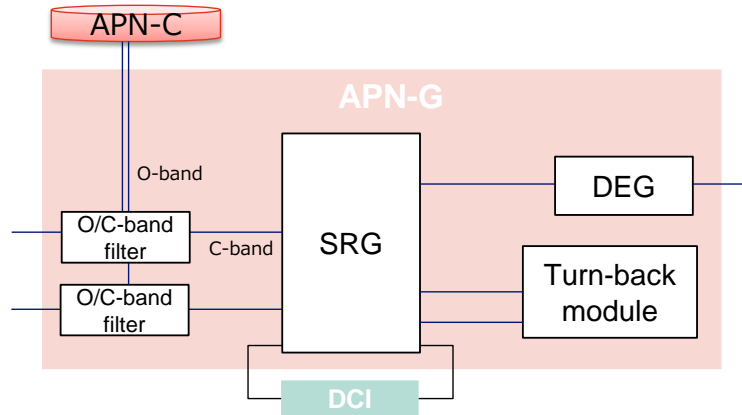 APN-C
APN-G
O-band
DEG
O/C-band
filter
C-band
SRG
Turn-back
module
O/C-band
filter
DCI